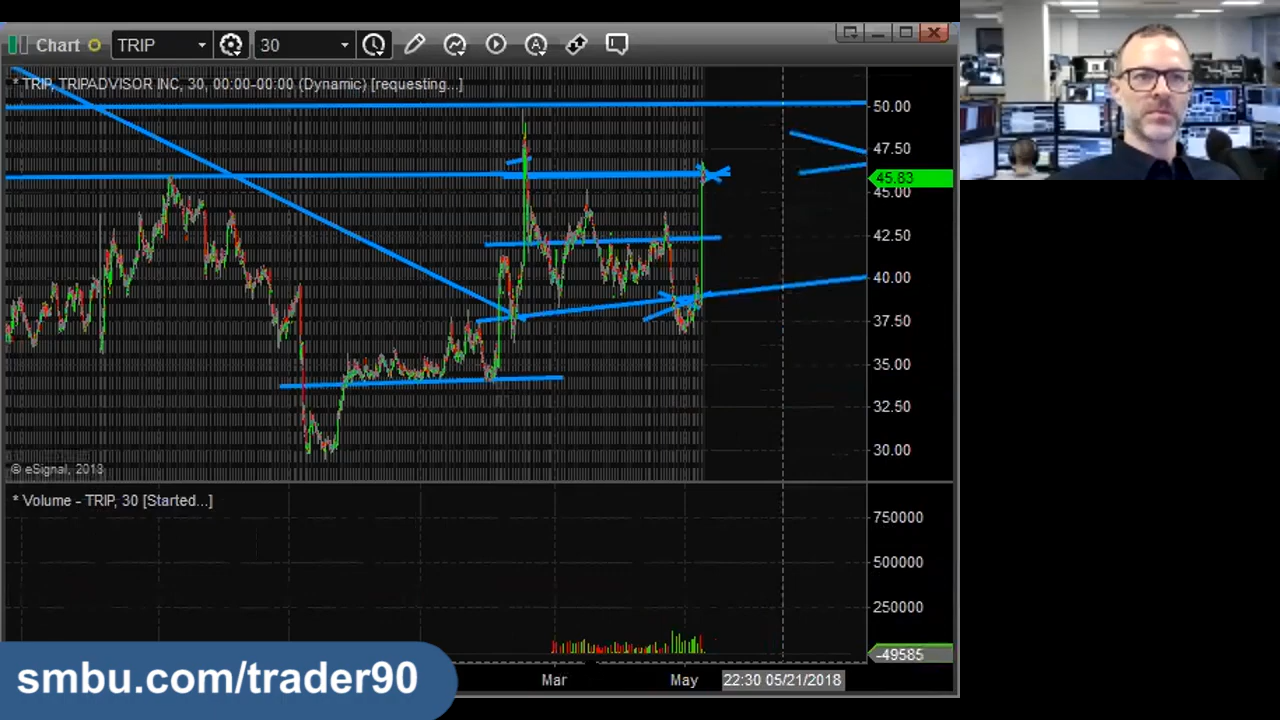 Chart
TRIP
30
* TRIP, TRIPADVISOR INC, 30, 00:00-00:00 (Dynamic) [requesting...]
50.00
47.50
45.83
45.00
42.50
40.00
37.50
35.00
32.50
30.00
© eSignal, 2013
* Volume - TRIP, 30 [Started...]
750000
500000
250000
-49585
Mar
May
22:30 05/21/2018
smbu.com/trader90